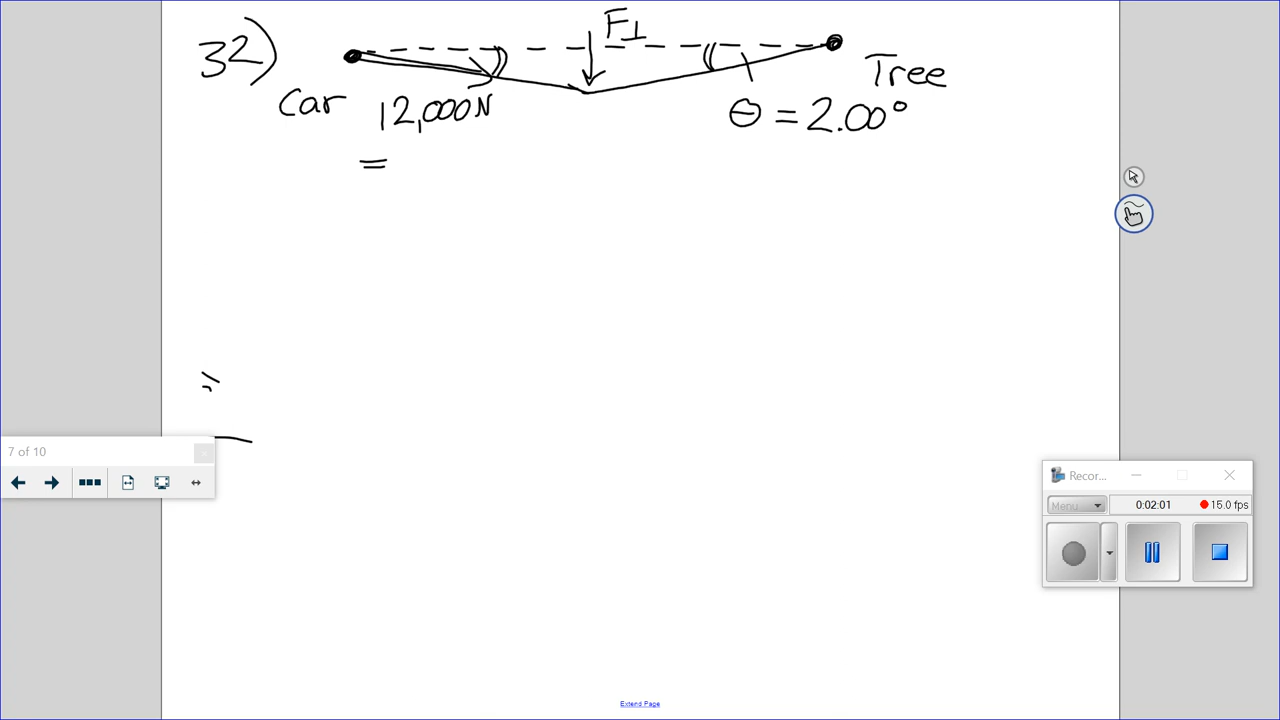 32)
F⊥
Car
12,000N
Tree
θ = 2.00°
=
7 of 10
Recor...
Menu
0:02:01
15.0 fps
Extend Page